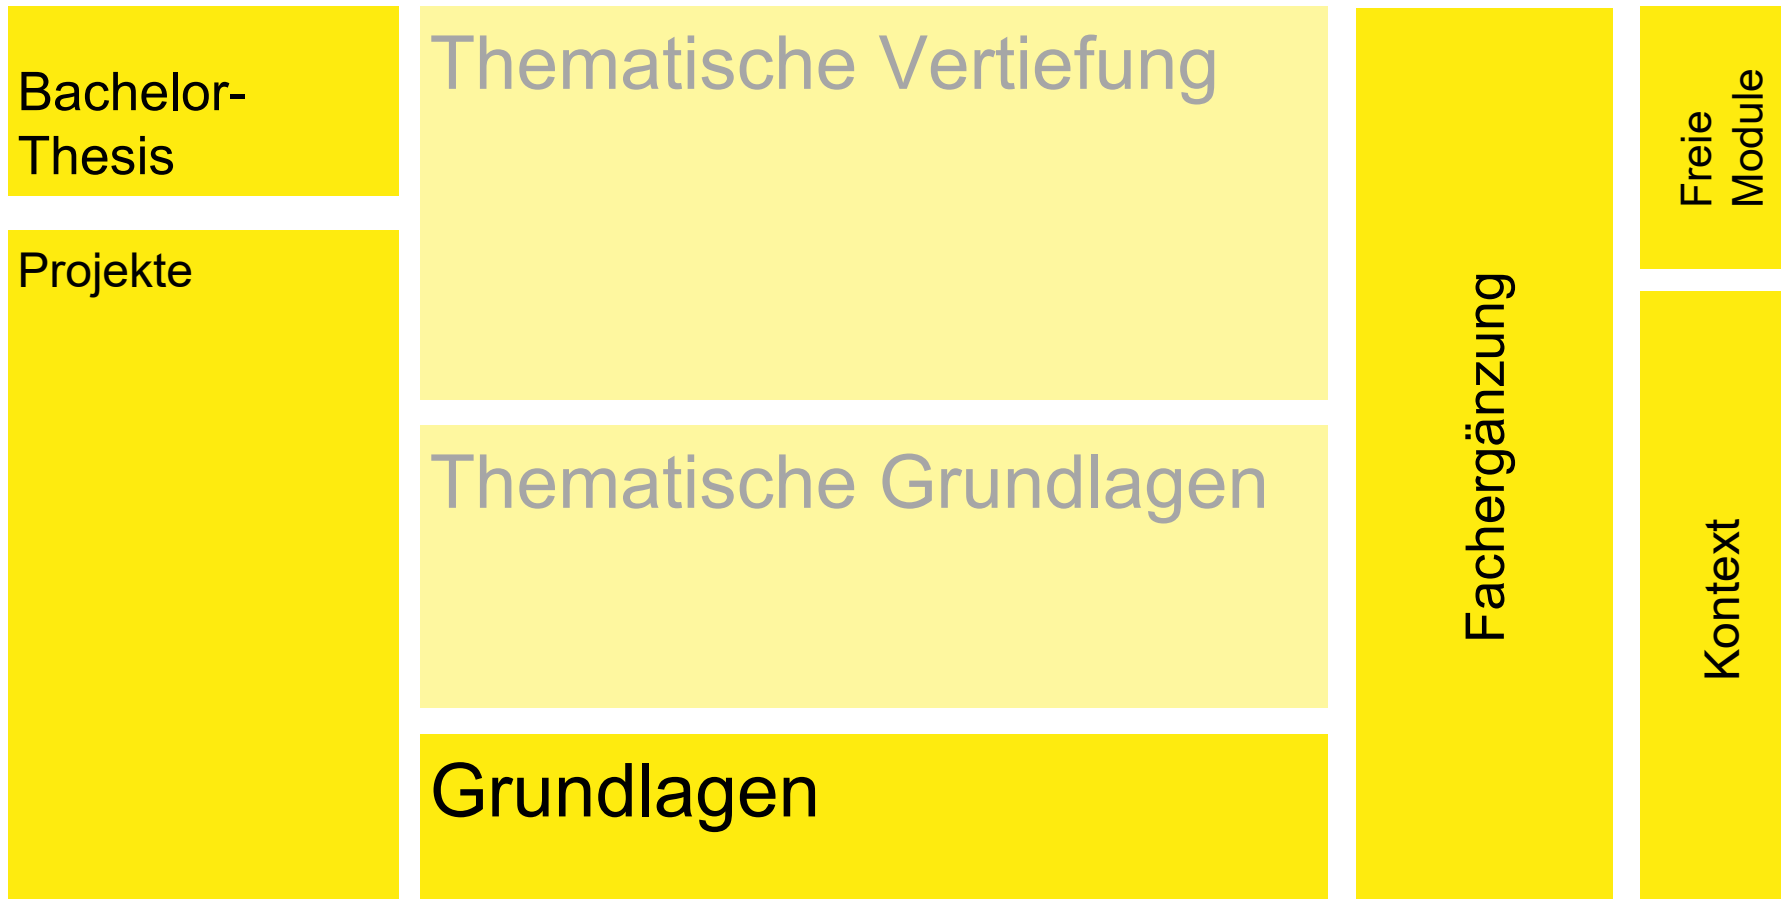 Bachelor-
Thesis
Projekte
Thematische Vertiefung
Thematische Grundlagen
Grundlagen
Fachergänzung
Freie
Module
Kontext